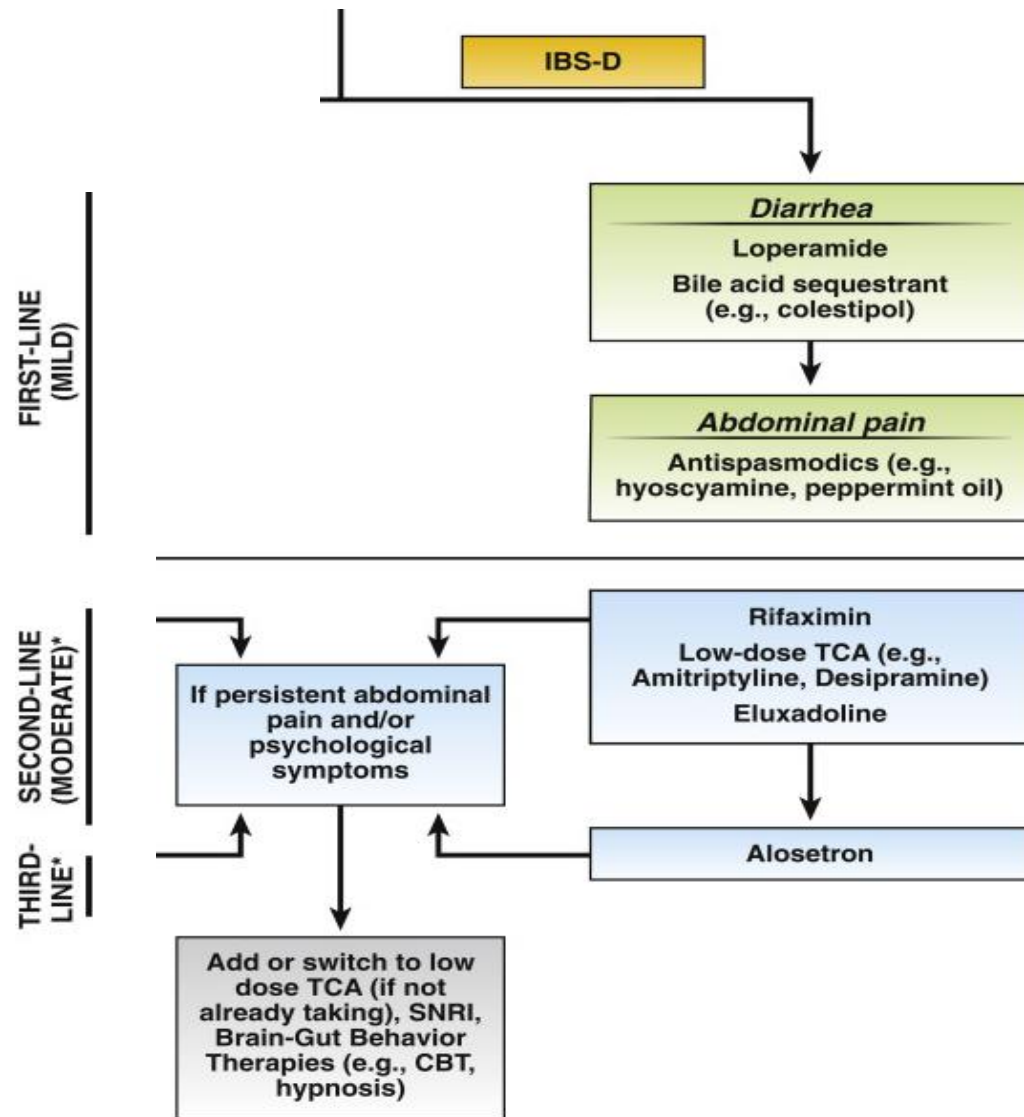 IBS-D
FIRST-LINE
(MILD)
Diarrhea
Loperamide
Bile acid sequestrant
(e.g., colestipol)
Abdominal pain
Antispasmodics (e.g.,
hyoscyamine, peppermint oil)
SECOND-LINE
(MODERATE)*
If persistent abdominal
pain and/or
psychological
symptoms
Rifaximin
Low-dose TCA (e.g.,
Amitriptyline, Desipramine)
Eluxadoline
THIRD-
LINE*
Alosetron
Add or switch to low
dose TCA (if not
already taking), SNRI,
Brain-Gut Behavior
Therapies (e.g., CBT,
hypnosis)